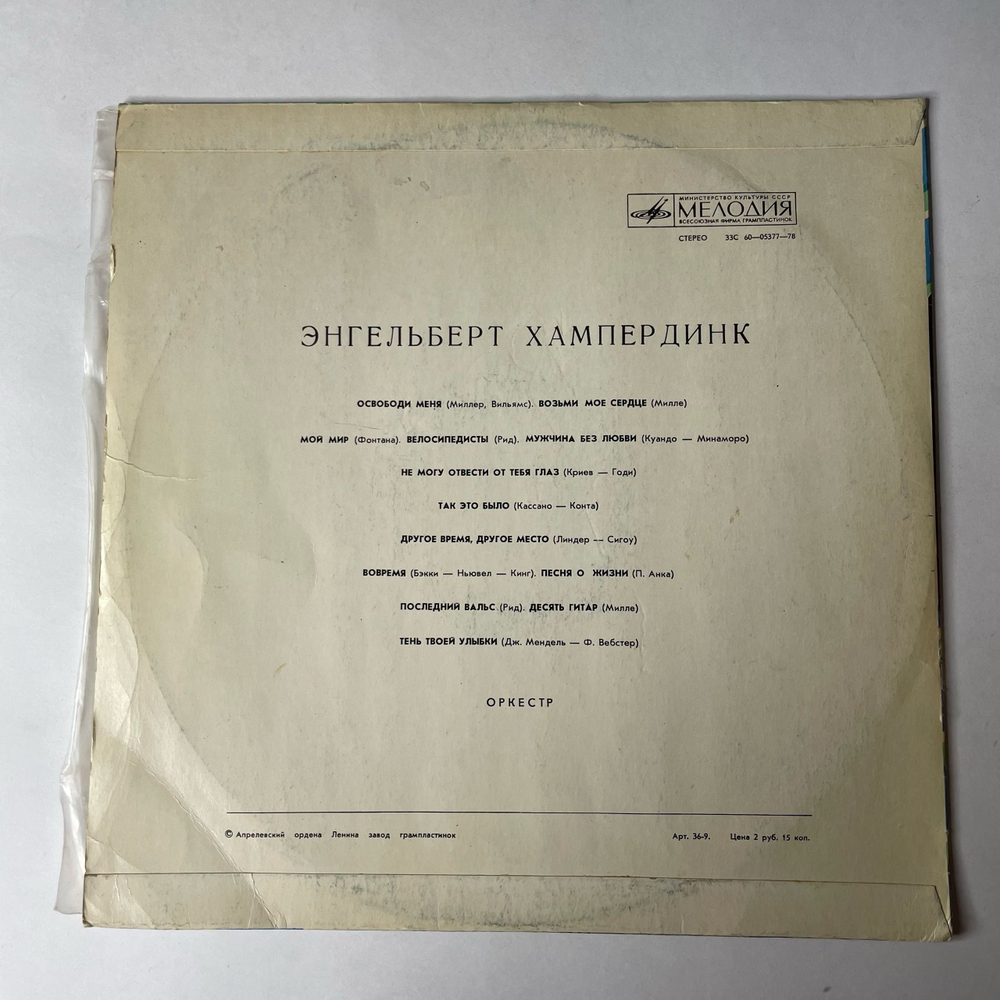 МИНИСТЕРСТВО КУЛЬТУРЫ СССР
МЕЛОДИЯ
ВСЕСОЮЗНАЯ ФИРМА ГРАМПЛАСТИНОК
СТЕРЕО 33С 60—05377—78
ЭНГЕЛЬБЕРТ ХАМПЕРДИНК
ОСВОБОДИ МЕНЯ (Миллер, Вильямс). ВОЗЬМИ МОЕ СЕРДЦЕ (Милле)
МОЙ МИР (Фонтана). ВЕЛОСИПЕДИСТЫ (Рид). МУЖЧИНА БЕЗ ЛЮБВИ (Куандо — Минаморо)
НЕ МОГУ ОТВЕСТИ ОТ ТЕБЯ ГЛАЗ (Криев — Годи)
ТАК ЭТО БЫЛО (Кассано — Конта)
ДРУГОЕ ВРЕМЯ, ДРУГОЕ МЕСТО (Линдер — Сигоу)
ВОВРЕМЯ (Бэкки — Ньювел — Кинг). ПЕСНЯ О ЖИЗНИ (П. Анка)
ПОСЛЕДНИЙ ВАЛЬС (Рид). ДЕСЯТЬ ГИТАР (Милле)
ТЕНЬ ТВОЕЙ УЛЫБКИ (Дж. Мендель — Ф. Вебстер)
ОРКЕСТР
© Апрелевский ордена Ленина завод грампластинок Арт. 36-9. Цена 2 руб. 15 коп.